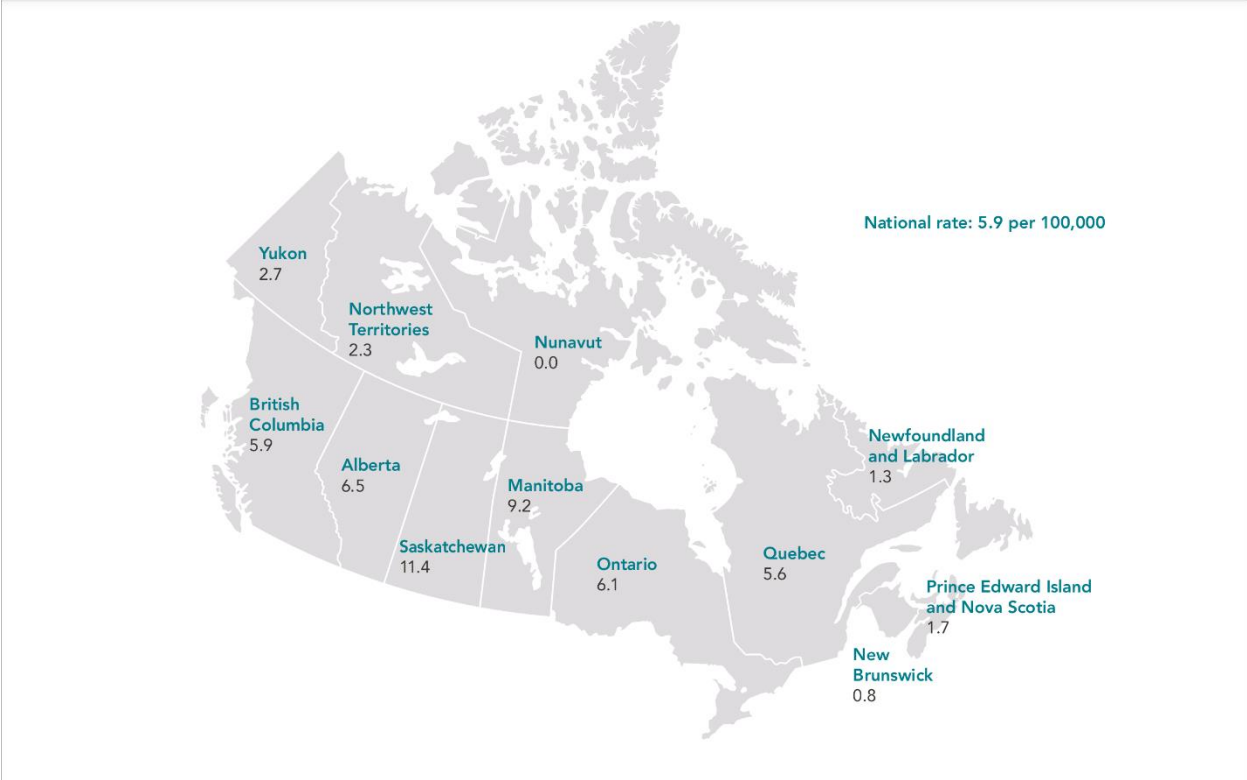 National rate: 5.9 per 100,000
Yukon
2.7
Northwest
Territories
2.3
Nunavut
0.0
British
Columbia
5.9
Alberta
6.5
Saskatchewan
11.4
Manitoba
9.2
Ontario
6.1
Quebec
5.6
Newfoundland
and Labrador
1.3
Prince Edward Island
and Nova Scotia
1.7
New
Brunswick
0.8